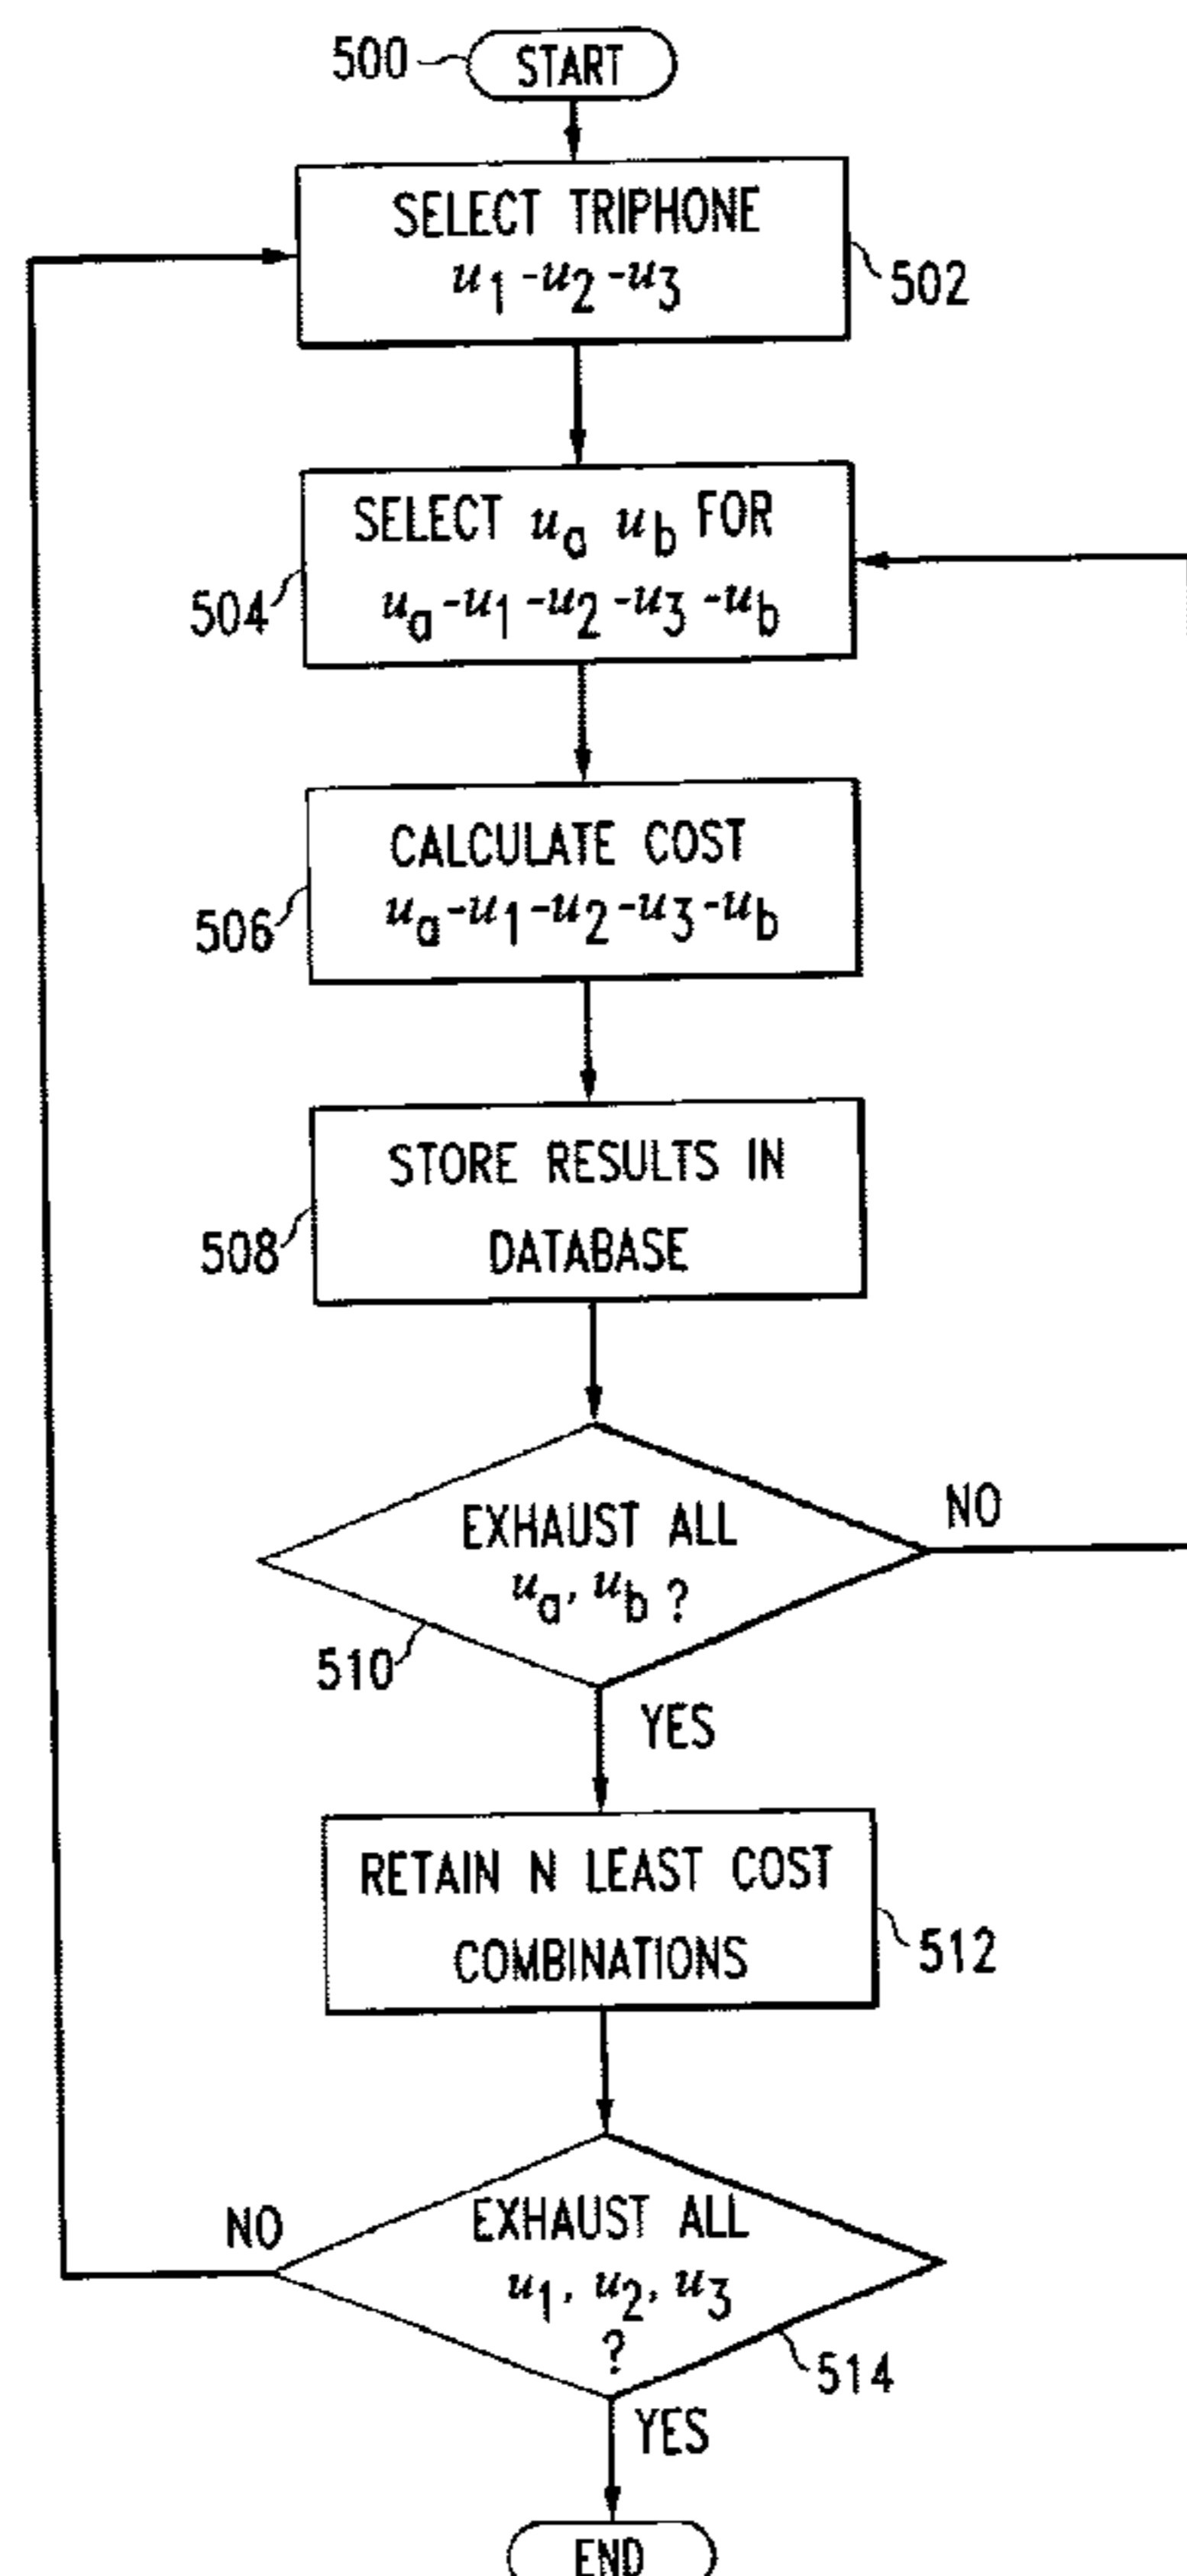 500
START
SELECT TRIPHONE
u1-u2-u3
502
SELECT ua ub FOR
ua-u1-u2-u3-ub
504
CALCULATE COST
ua-u1-u2-u3-ub
506
STORE RESULTS IN
DATABASE
508
EXHAUST ALL
ua, ub ?
NO
510
YES
RETAIN N LEAST COST
COMBINATIONS
512
EXHAUST ALL
u1, u2, u3
?
NO
514
YES
END